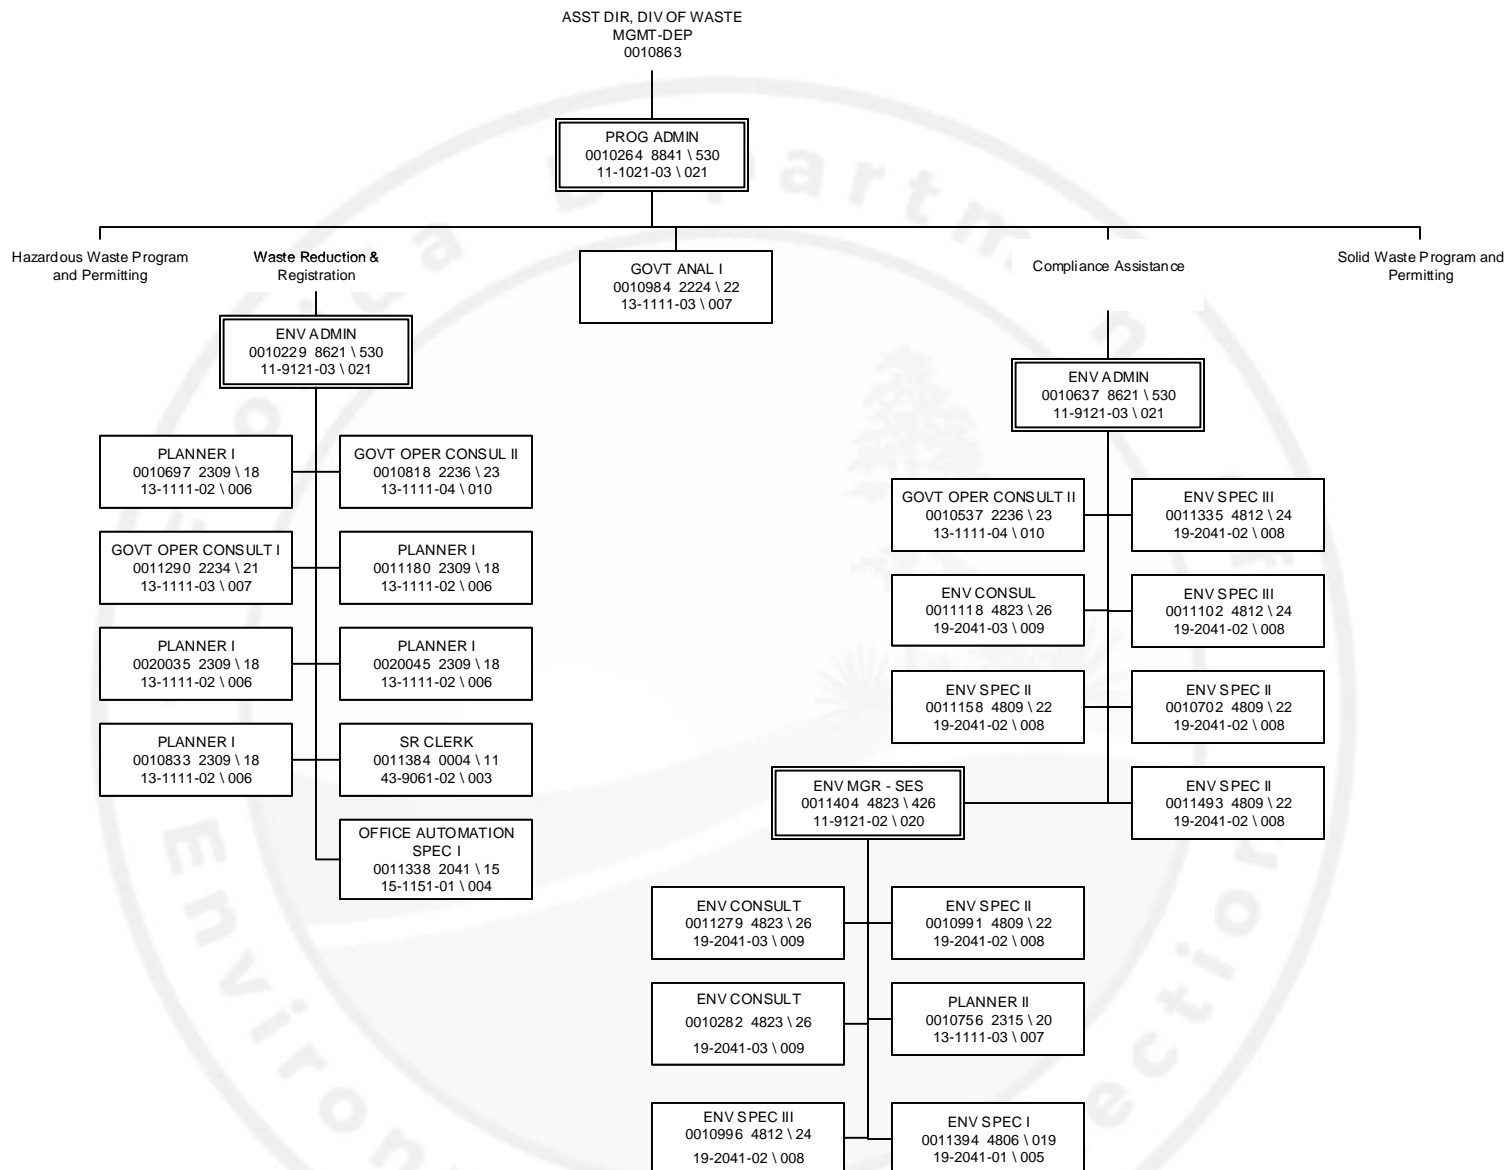 ASST DIR, DIV OF WASTE
MGMT-DEP
0010863
PROG ADMIN
0010264 8841 \ 530
11-1021-03 \ 021
Hazardous Waste Program
and Permitting
Waste Reduction &
Registration
GOVT ANAL I
0010984 2224 \ 22
13-1111-03 \ 007
Compliance Assistance
Solid Waste Program and
Permitting
ENV ADMIN
0010229 8621 \ 530
11-9121-03 \ 021
ENV ADMIN
0010637 8621 \ 530
11-9121-03 \ 021
PLANNER I
0010697 2309 \ 18
13-1111-02 \ 006
GOVT OPER CONSUL II
0010818 2236 \ 23
13-1111-04 \ 010
GOVT OPER CONSULT I
0011290 2234 \ 21
13-1111-03 \ 007
PLANNER I
0011180 2309 \ 18
13-1111-02 \ 006
PLANNER I
0020035 2309 \ 18
13-1111-02 \ 006
PLANNER I
0020045 2309 \ 18
13-1111-02 \ 006
PLANNER I
0010833 2309 \ 18
13-1111-02 \ 006
SR CLERK
0011384 0004 \ 11
43-9061-02 \ 003
OFFICE AUTOMATION
SPEC I
0011338 2041 \ 15
15-1151-01 \ 004
GOVT OPER CONSULT II
0010537 2236 \ 23
13-1111-04 \ 010
ENV SPEC III
0011335 4812 \ 24
19-2041-02 \ 008
ENV CONSUL
0011118 4823 \ 26
19-2041-03 \ 009
ENV SPEC III
0011102 4812 \ 24
19-2041-02 \ 008
ENV SPEC II
0011158 4809 \ 22
19-2041-02 \ 008
ENV SPEC II
0010702 4809 \ 22
19-2041-02 \ 008
ENV MGR - SES
0011404 4823 \ 426
11-9121-02 \ 020
ENV SPEC II
0011493 4809 \ 22
19-2041-02 \ 008
ENV CONSULT
0011279 4823 \ 26
19-2041-03 \ 009
ENV SPEC II
0010991 4809 \ 22
19-2041-02 \ 008
ENV CONSULT
0010282 4823 \ 26
19-2041-03 \ 009
PLANNER II
0010756 2315 \ 20
13-1111-03 \ 007
ENV SPEC III
0010996 4812 \ 24
19-2041-02 \ 008
ENV SPEC I
0011394 4806 \ 019
19-2041-01 \ 005